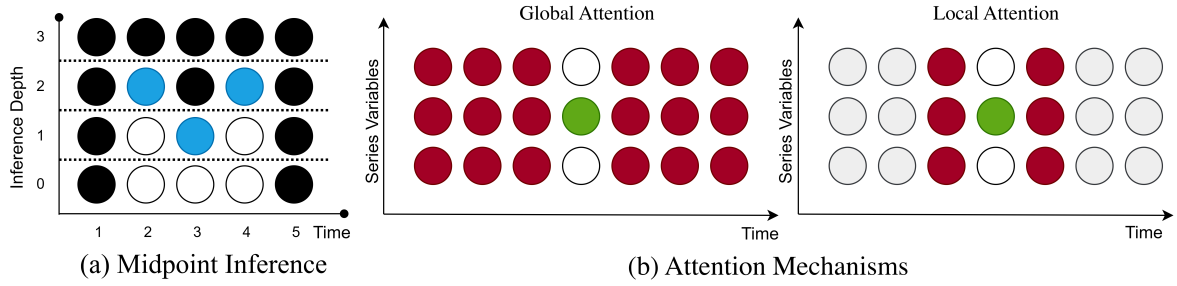 Inference Depth
3
2
1
0
1 2 3 4 5 Time
(a) Midpoint Inference
Global Attention
Series Variables
Time
Local Attention
Series Variables
Time
(b) Attention Mechanisms